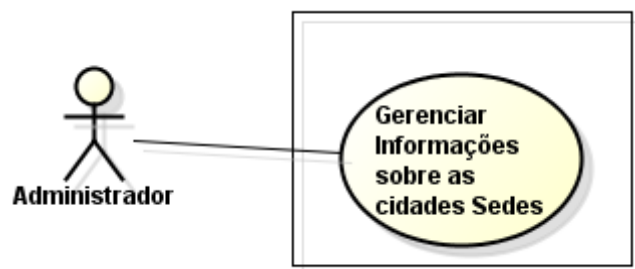 Administrador
Gerenciar
Informações
sobre as
cidades Sedes